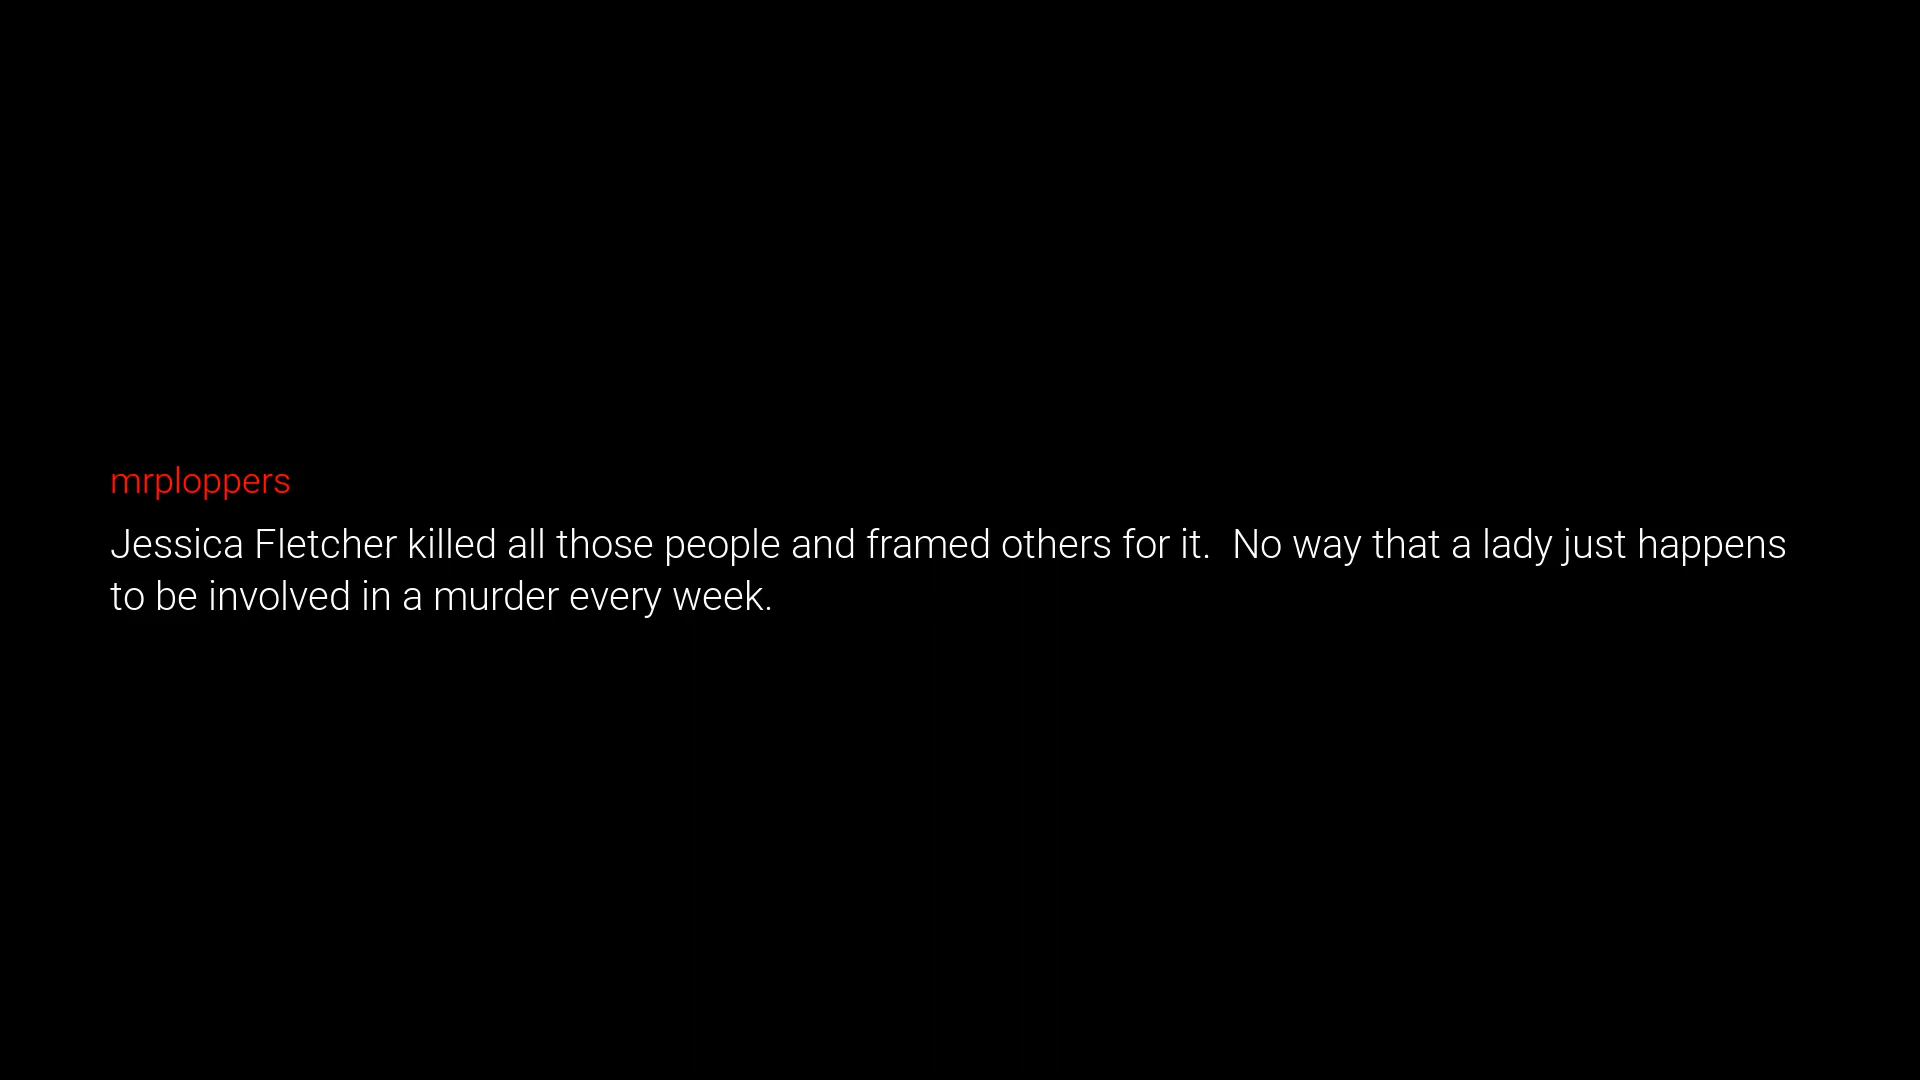 mrploppers
Jessica Fletcher killed all those people and framed others for it.  No way that a lady just happens
to be involved in a murder every week.